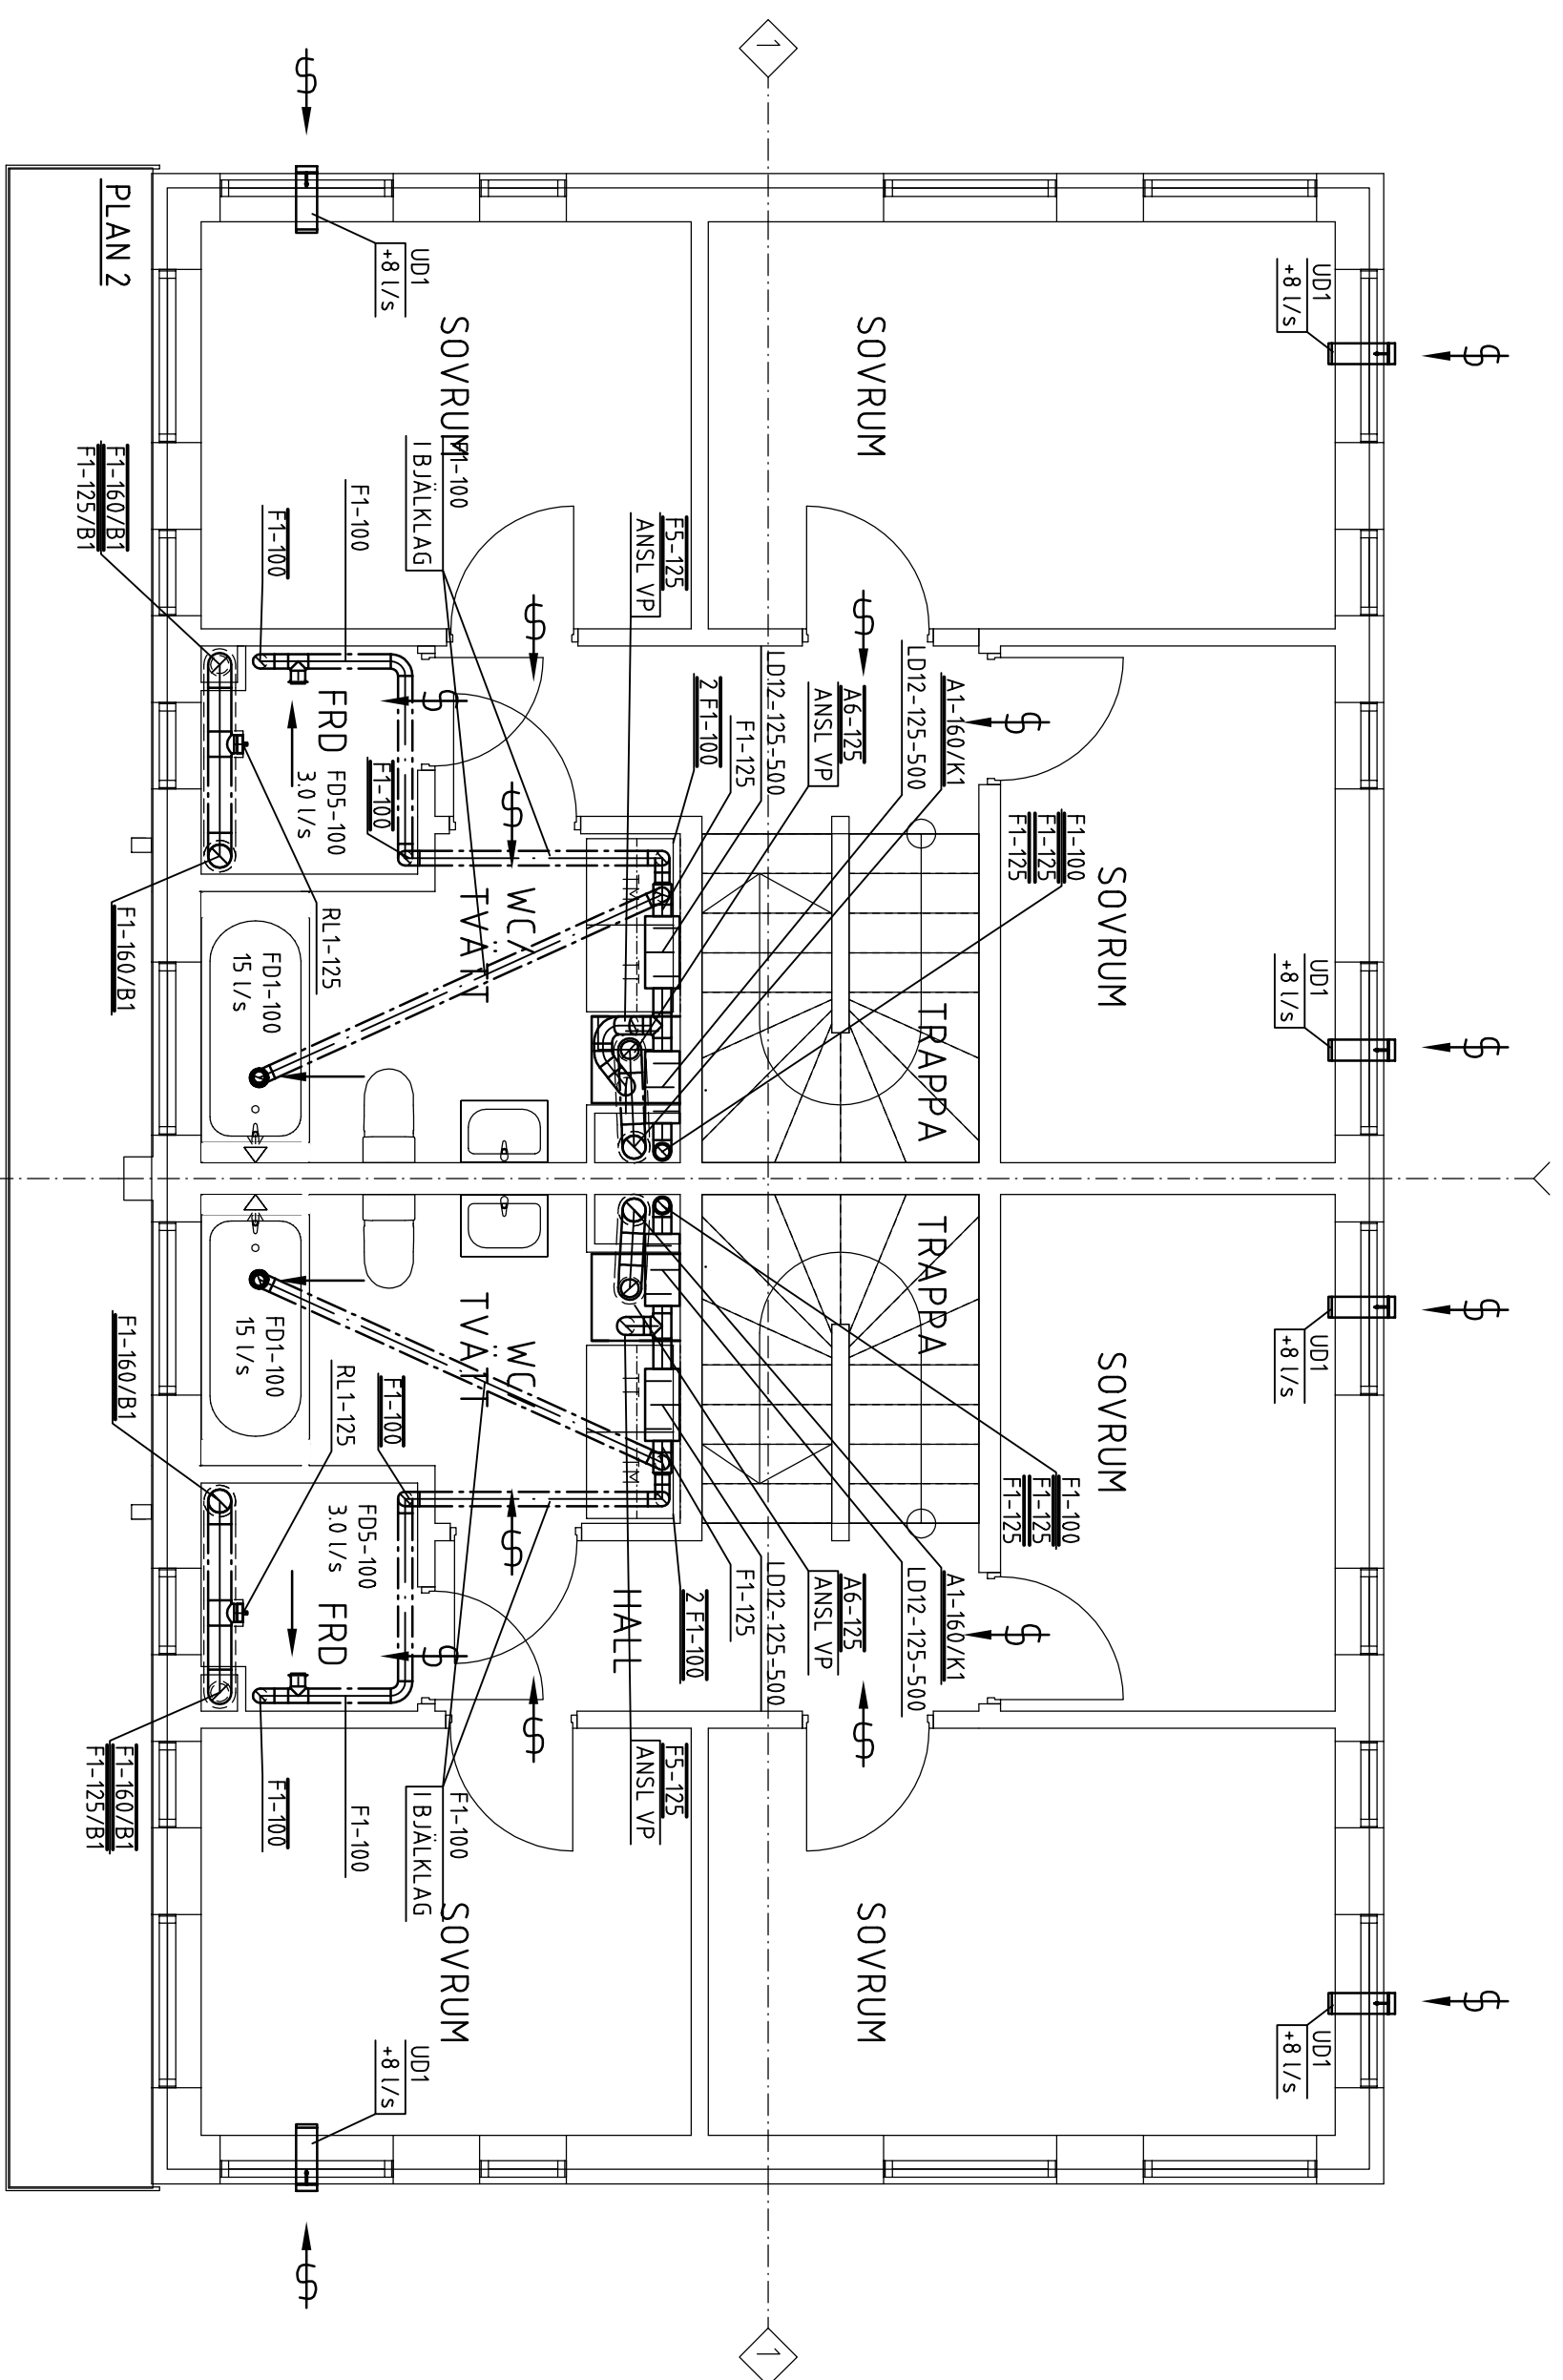 UD1
+8 l/s
UD1
+8 l/s
UD1
+8 l/s
UD1
+8 l/s
SOVRUM
SOVRUM
F1-100
F1-125
F1-125
F1-100
F1-125
F1-125
A1-160/K1
LD12-125-500
TRAPPA
TRAPPA
A1-160/K1
LD12-125-500
SOVRUM
A6-125
ANSL VP
A6-125
ANSL VP
SOVRUM
1
LD12-125-500
F1-125
2 F1-100
LD12-125-500
F1-125
2 F1-100
1
F5-125
ANSL VP
HALL
F5-125
ANSL VP
SOVRUM
F1-100
I BJÄLKLAG
WC/
TVÄTT
WC/
TVÄTT
F1-100
I BJÄLKLAG
SOVRUM
UD1
+8 l/s
F1-100
F1-100
UD1
+8 l/s
F1-100
FRD
FD5-100
3.0 l/s
RL1-125
RL1-125
FD5-100
3.0 l/s
FRD
F1-100
F1-100
FD1-100
15 l/s
FD1-100
15 l/s
F1-100
PLAN 2
F1-160/B1
F1-125/B1
F1-160/B1
F1-160/B1
F1-160/B1
F1-125/B1